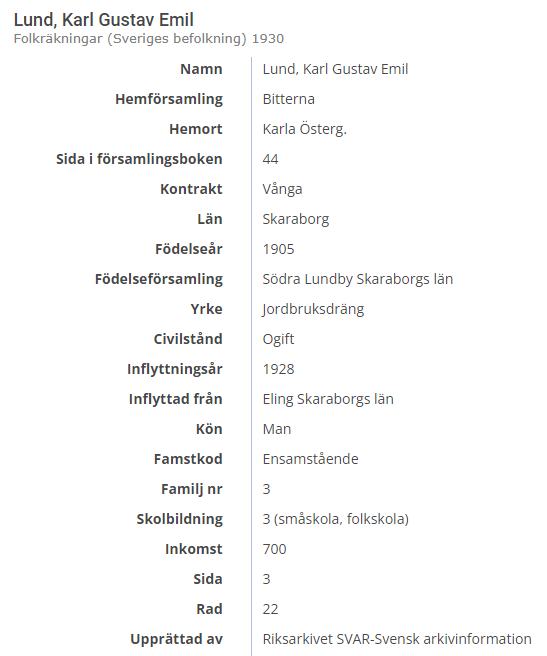 Lund, Karl Gustav Emil
Folkräkningar (Sveriges befolkning) 1930
Namn Lund, Karl Gustav Emil
Hemförsamling Bitterna
Hemort Karla Österg.
Sida i församlingsboken 44
Kontrakt Vånga
Län Skaraborg
Födelseår 1905
Födelseförsamling Södra Lundby Skaraborgs län
Yrke Jordbruksdräng
Civilstånd Ogift
Inflyttningsår 1928
Inflyttad från Eling Skaraborgs län
Kön Man
Famstkod Ensamstående
Familj nr 3
Skolbildning 3 (småskola, folkskola)
Inkomst 700
Sida 3
Rad 22
Upprättad av Riksarkivet SVAR-Svensk arkivinformation